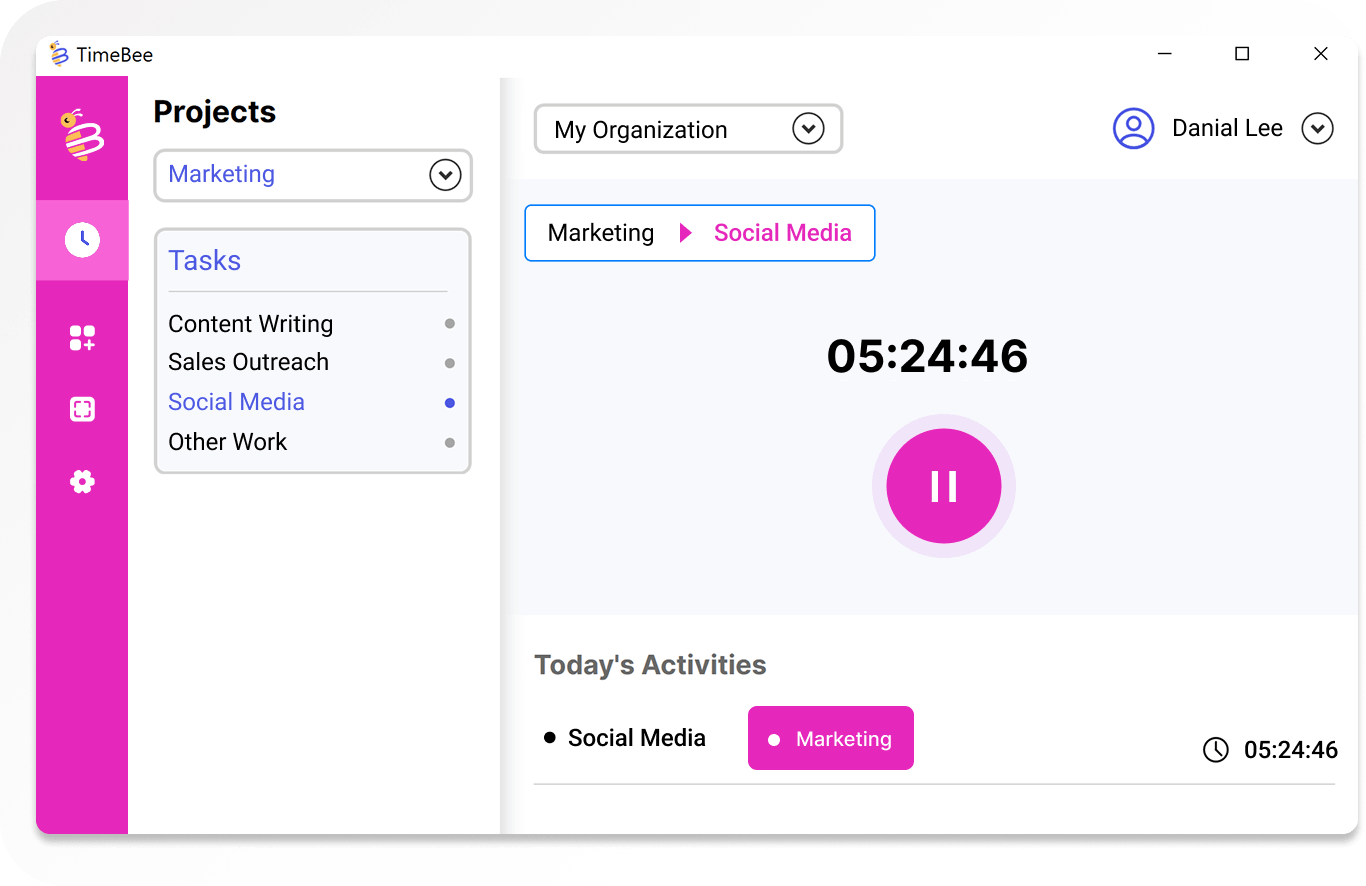 TimeBee
Projects
Marketing
Tasks
Content Writing
Sales Outreach
Social Media
Other Work
My Organization
Danial Lee
Marketing Social Media
05:24:46
Today's Activities
Social Media Marketing 05:24:46